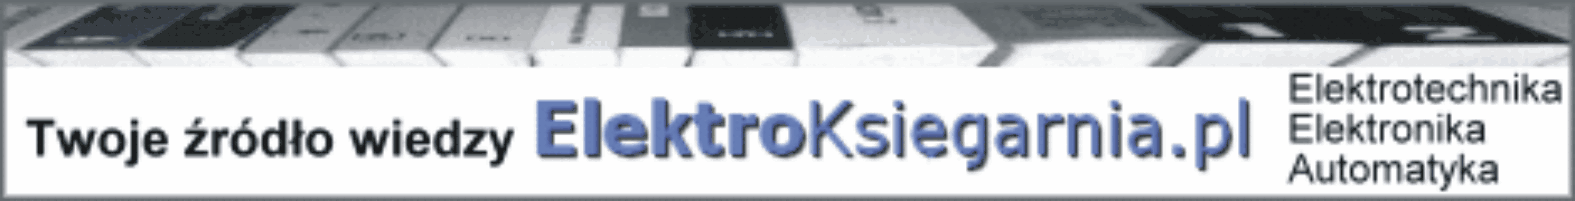 Twoje źródło wiedzy ElektroKsiegarnia.pl
Elektrotechnika
Elektronika
Automatyka